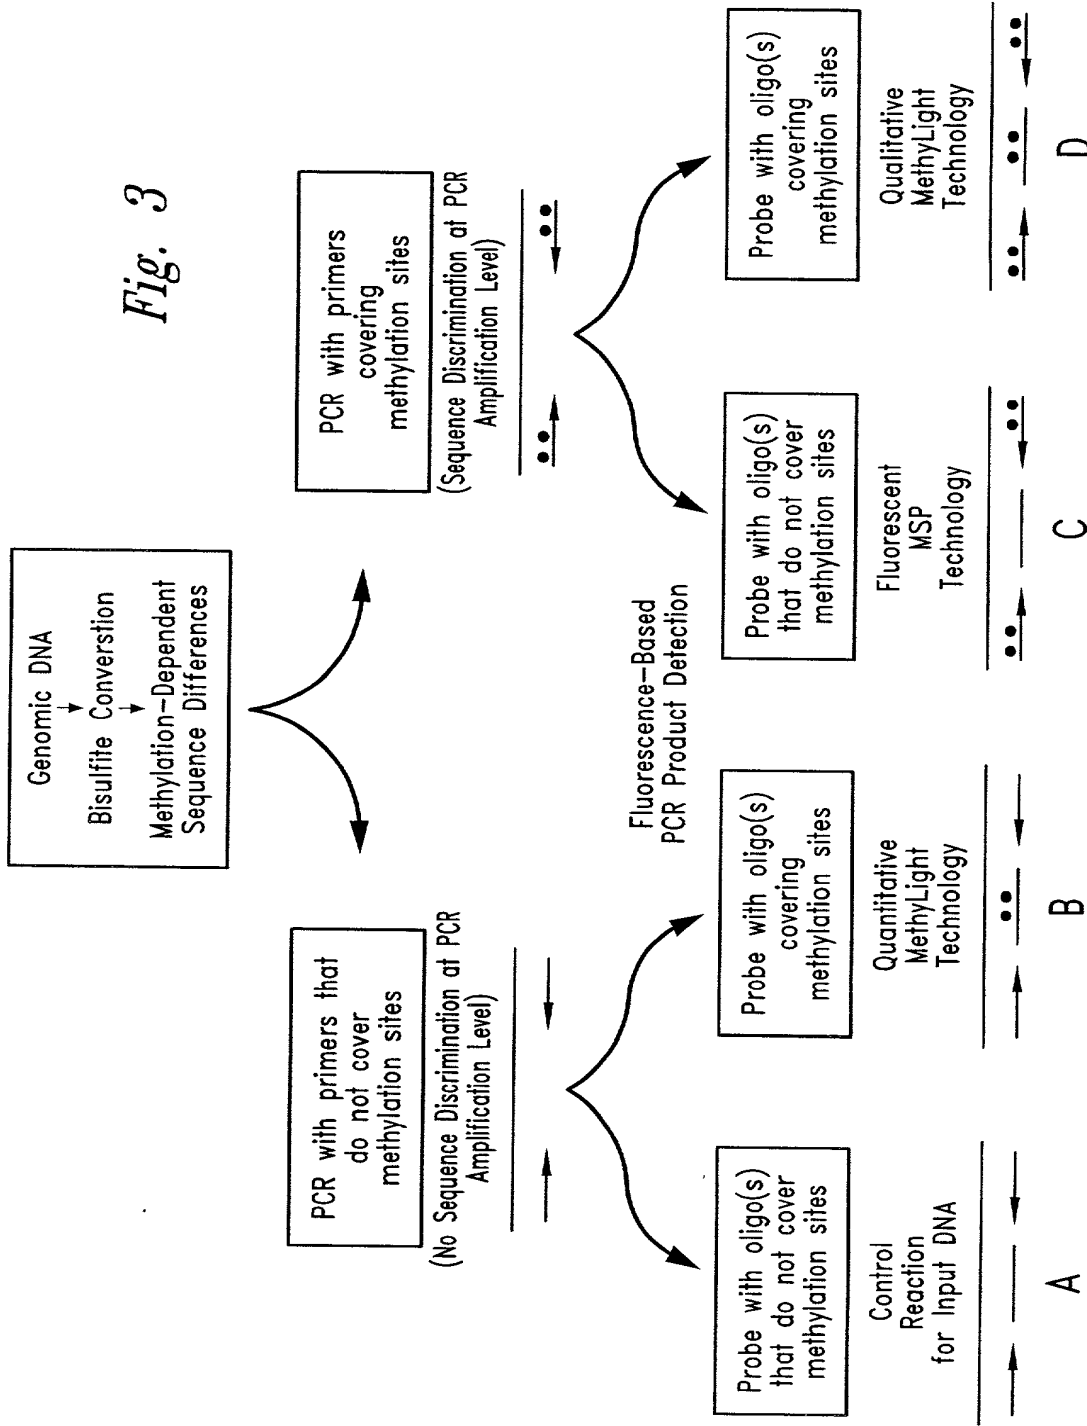 Fig. 3
Genomic DNA
Bisulfite Converstion
Methylation-Dependent
Sequence Differences
PCR with primers that
do not cover
methylation sites
(No Sequence Discrimination at PCR
Amplification Level)
PCR with primers
covering
methylation sites
(Sequence Discrimination at PCR
Amplification Level)
Fluorescence-Based
PCR Product Detection
Probe with oligo(s)
that do not cover
methylation sites
Control
Reaction
for Input DNA
A
Probe with oligo(s)
covering
methylation sites
Quantitative
MethyLight
Technology
B
Probe with oligo(s)
that do not cover
methylation sites
Fluorescent
MSP
Technology
C
Probe with oligo(s)
covering
methylation sites
Qualitative
MethyLight
Technology
D